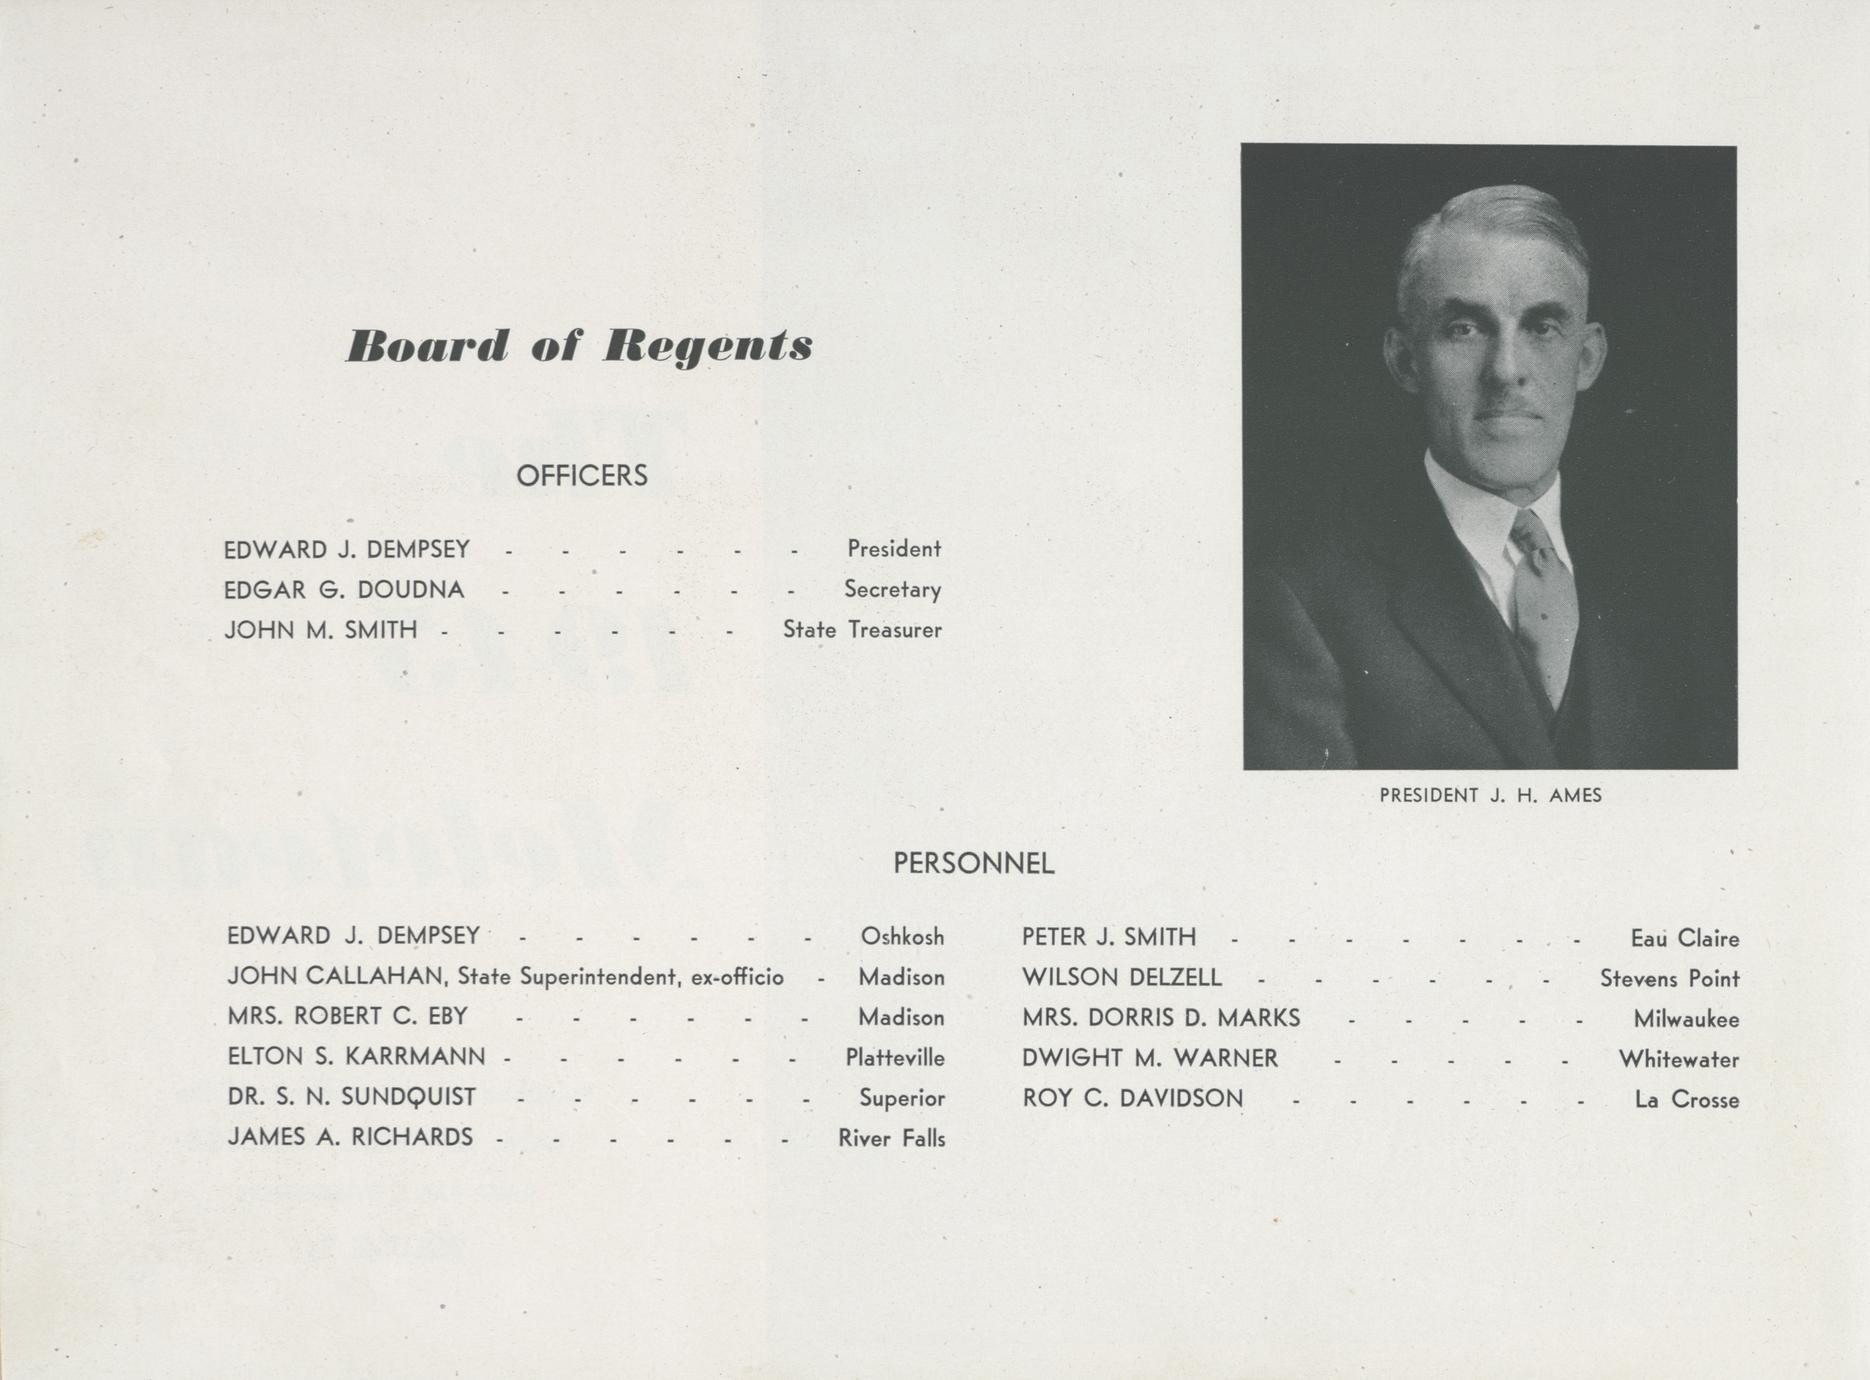 Board of Regents
OFFICERS
EDWARD J. DEMPSEY - - - - - - President
EDGAR G. DOUDNA - - - - - - Secretary
JOHN M. SMITH - - - - - - State Treasurer
PRESIDENT J. H. AMES
PERSONNEL
EDWARD J. DEMPSEY - - - - - - Oshkosh
JOHN CALLAHAN, State Superintendent, ex-officio - Madison
MRS. ROBERT C. EBY - - - - - - Madison
ELTON S. KARRMANN - - - - - - Platteville
DR. S. N. SUNDQUIST - - - - - - Superior
JAMES A. RICHARDS - - - - - - River Falls
PETER J. SMITH - - - - - - - Eau Claire
WILSON DELZELL - - - - - - Stevens Point
MRS. DORRIS D. MARKS - - - - - Milwaukee
DWIGHT M. WARNER - - - - - Whitewater
ROY C. DAVIDSON - - - - - - La Crosse